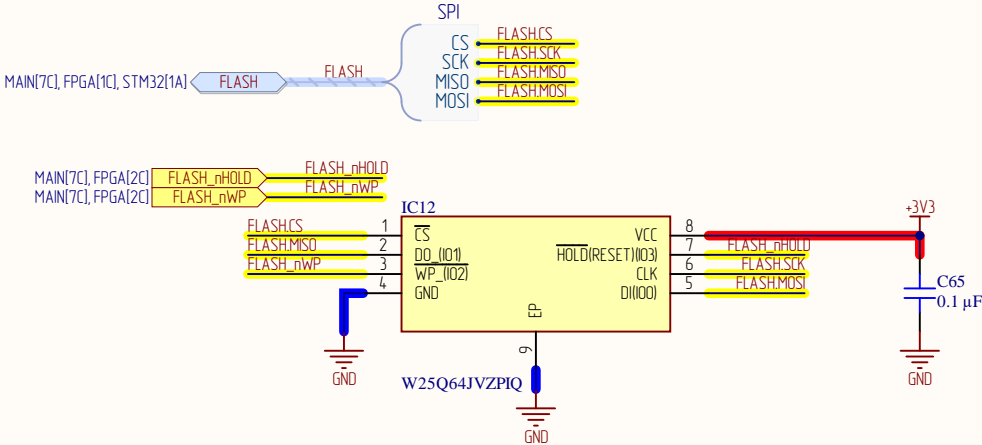 SPI
CS FLASH.CS
SCK FLASH.SCK
MAIN[7C], FPGA[1C], STM32[1A] FLASH FLASH MISO FLASH.MISO
MOSI FLASH.MOSI
MAIN[7C], FPGA[2C] FLASH_nHOLD FLASH_nHOLD
MAIN[7C], FPGA[2C] FLASH_nWP FLASH_nWP
IC12 +3V3
FLASH.CS 1 CS VCC 8
FLASH.MISO 2 DO_(IO1) HOLD(RESET)(IO3) 7 FLASH_nHOLD
FLASH_nWP 3 WP_(IO2) CLK 6 FLASH.SCK
4 GND DI(IO0) 5 FLASH.MOSI
C65
0.1 µF
EP
9
GND W25Q64JVZPIQ GND
GND